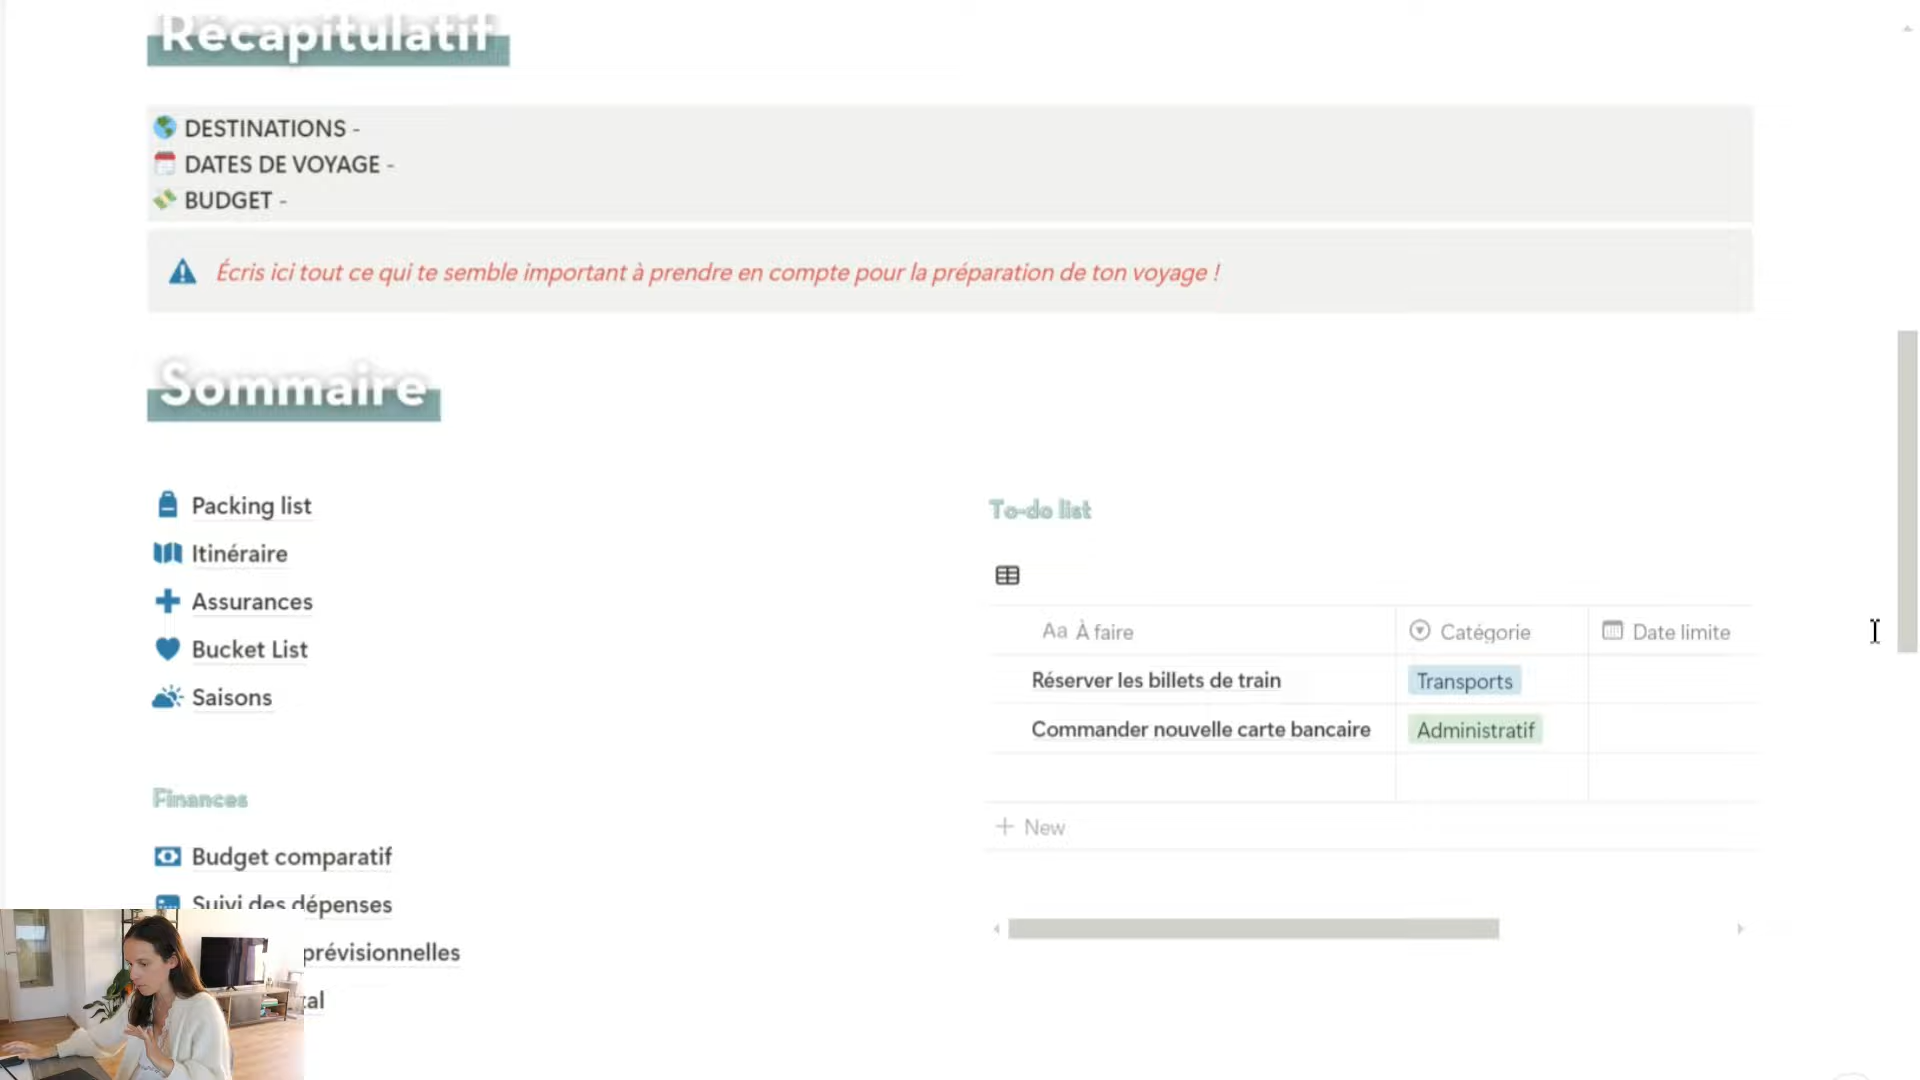 Récapitulatif
DESTINATIONS -
DATES DE VOYAGE -
BUDGET -
Écris ici tout ce qui te semble important à prendre en compte pour la préparation de ton voyage !
Sommaire
Packing list
Itinéraire
Assurances
Bucket List
Saisons
Finances
Budget comparatif
Suivi des dépenses
prévisionnelles
To-do list
Aa À faire Catégorie Date limite
Réserver les billets de train Transports
Commander nouvelle carte bancaire Administratif
+ New